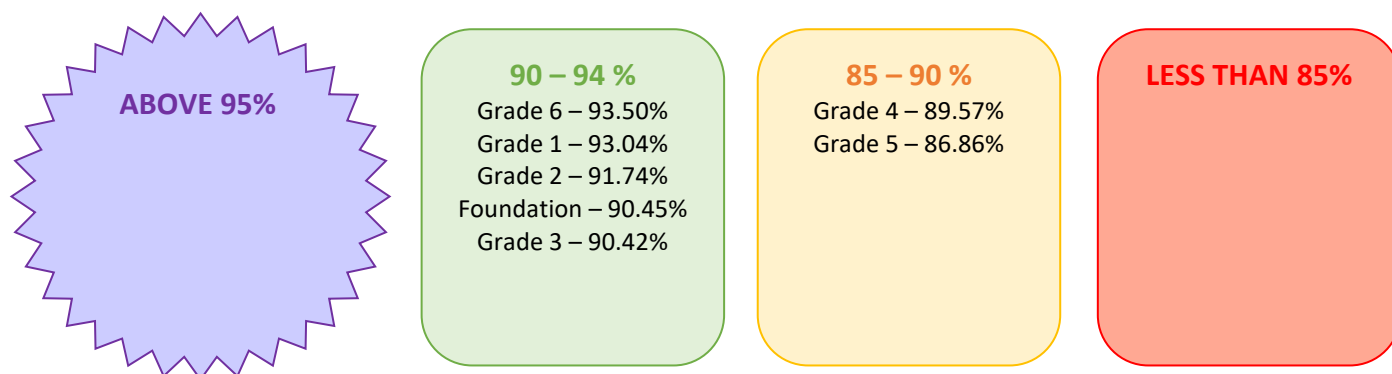 ABOVE 95%
90 – 94 %
Grade 6 – 93.50%
Grade 1 – 93.04%
Grade 2 – 91.74%
Foundation – 90.45%
Grade 3 – 90.42%
85 – 90 %
Grade 4 – 89.57%
Grade 5 – 86.86%
LESS THAN 85%